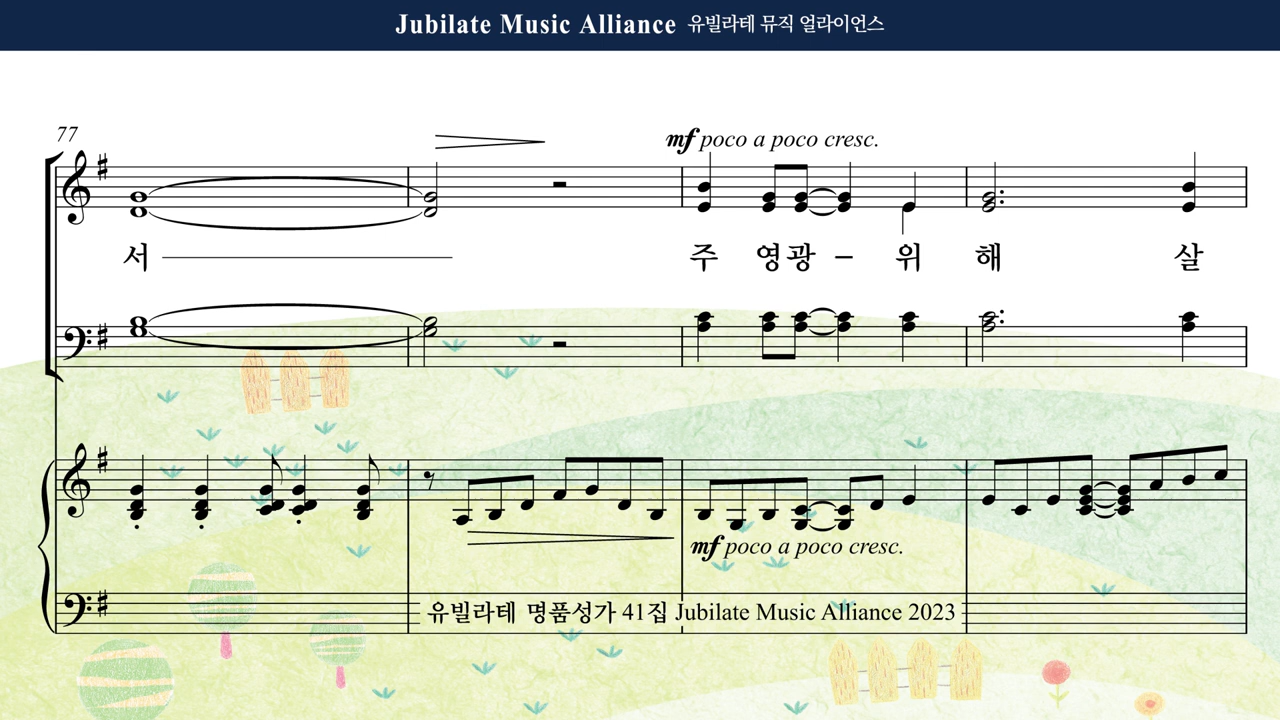 Jubilate Music Alliance 유빌라테 뮤직 얼라이언스
77
mf poco a poco cresc.
서 주 영광 – 위 해 살
mf poco a poco cresc.
유빌라테 명품성가 41집 Jubilate Music Alliance 2023